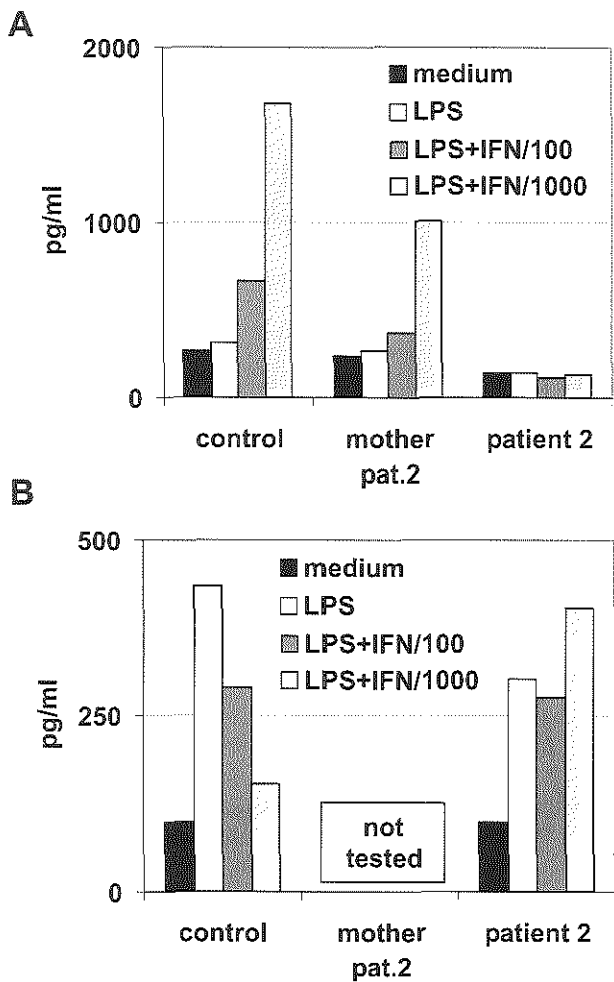 A
2000
1000
0
pg/ml
medium
LPS
LPS+IFN/100
LPS+IFN/1000
control
mother
pat.2
patient 2
B
500
250
0
pg/ml
medium
LPS
LPS+IFN/100
LPS+IFN/1000
not
tested
control
mother
pat.2
patient 2